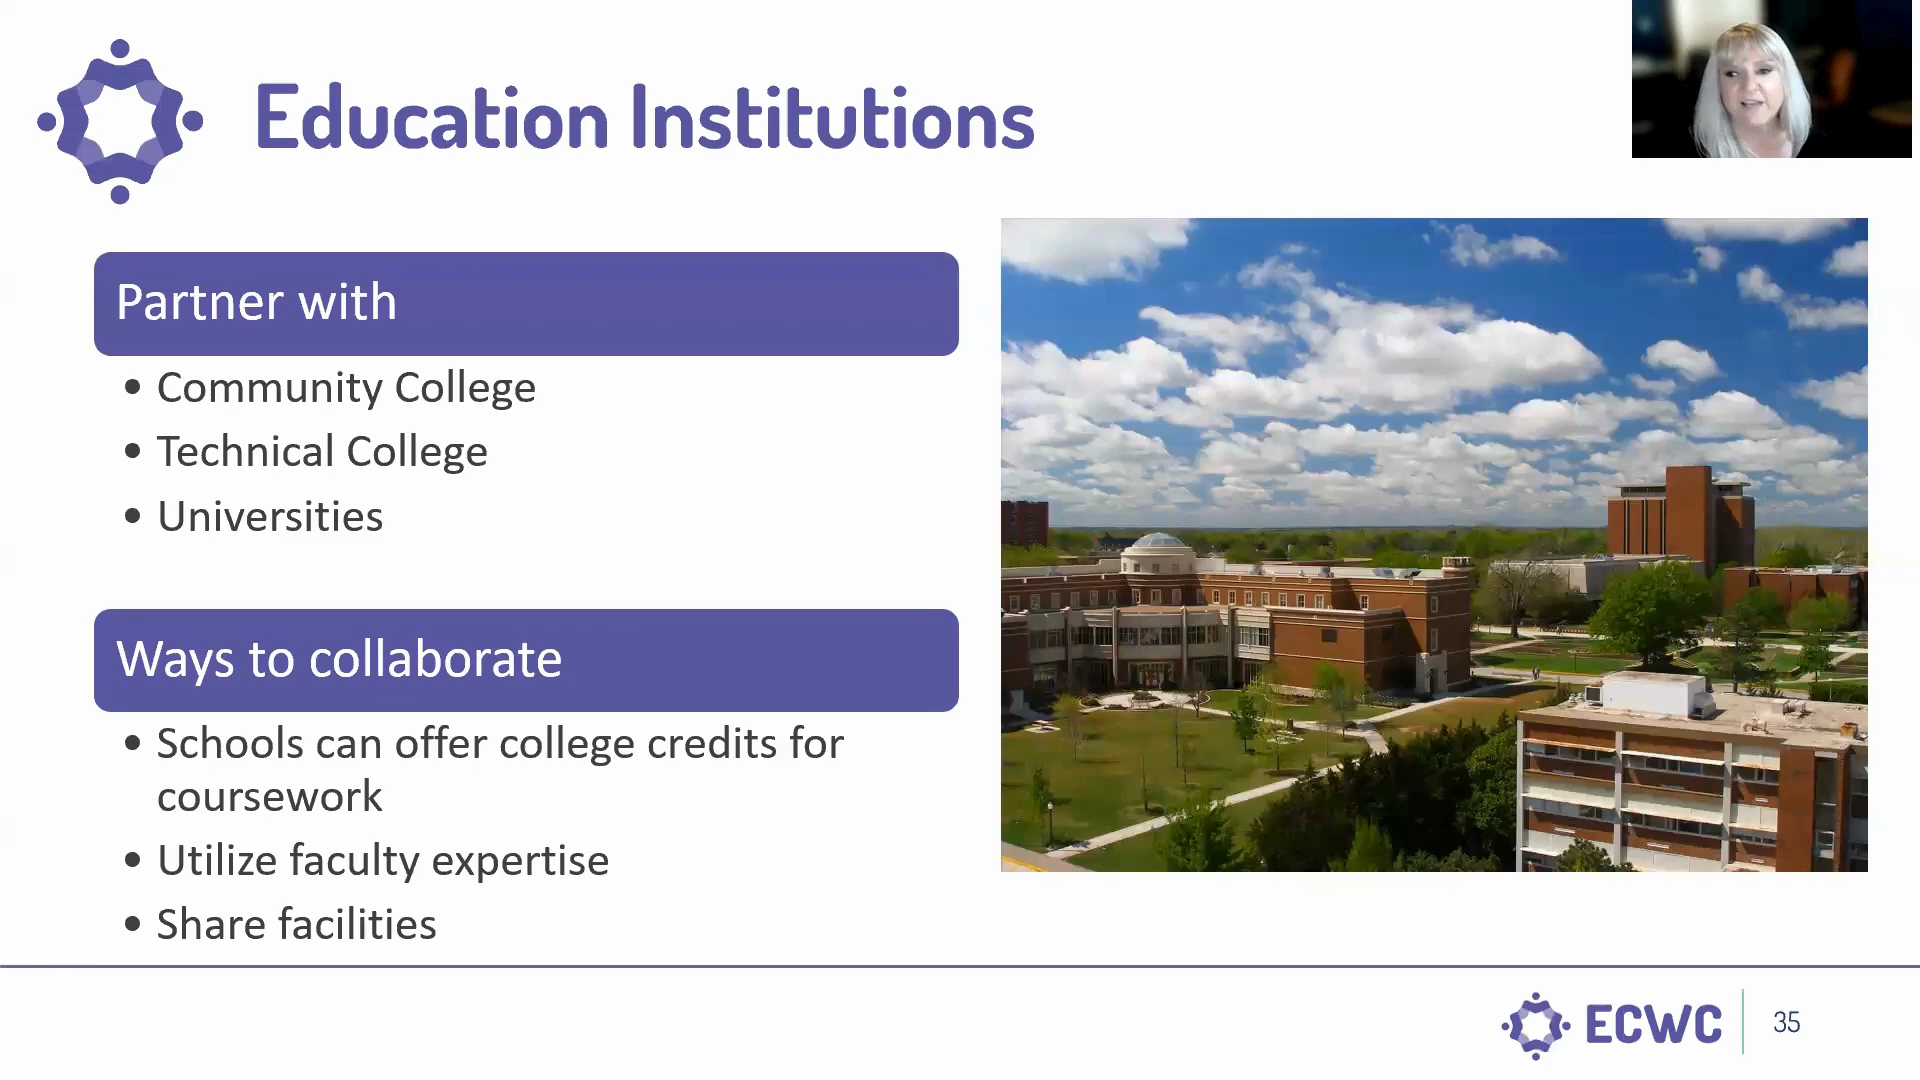 Education Institutions
Partner with
• Community College
• Technical College
• Universities
Ways to collaborate
• Schools can offer college credits for
coursework
• Utilize faculty expertise
• Share facilities
ECWC
35